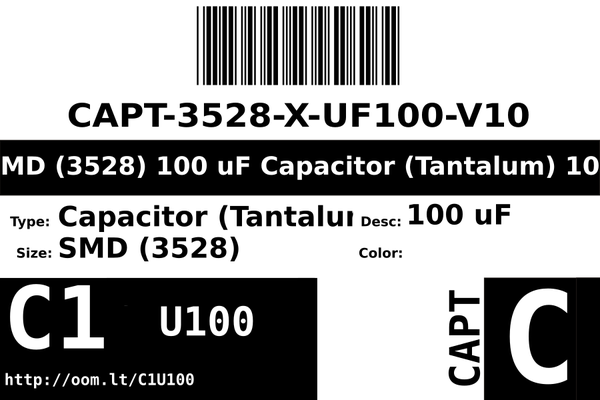 CAPT-3528-X-UF100-V10
MD (3528) 100 uF Capacitor (Tantalum) 10
Type: Capacitor (Tantalu Desc: 100 uF
Size: SMD (3528) Color:
C1 U100
http://oom.lt/C1U100
CAPT
C